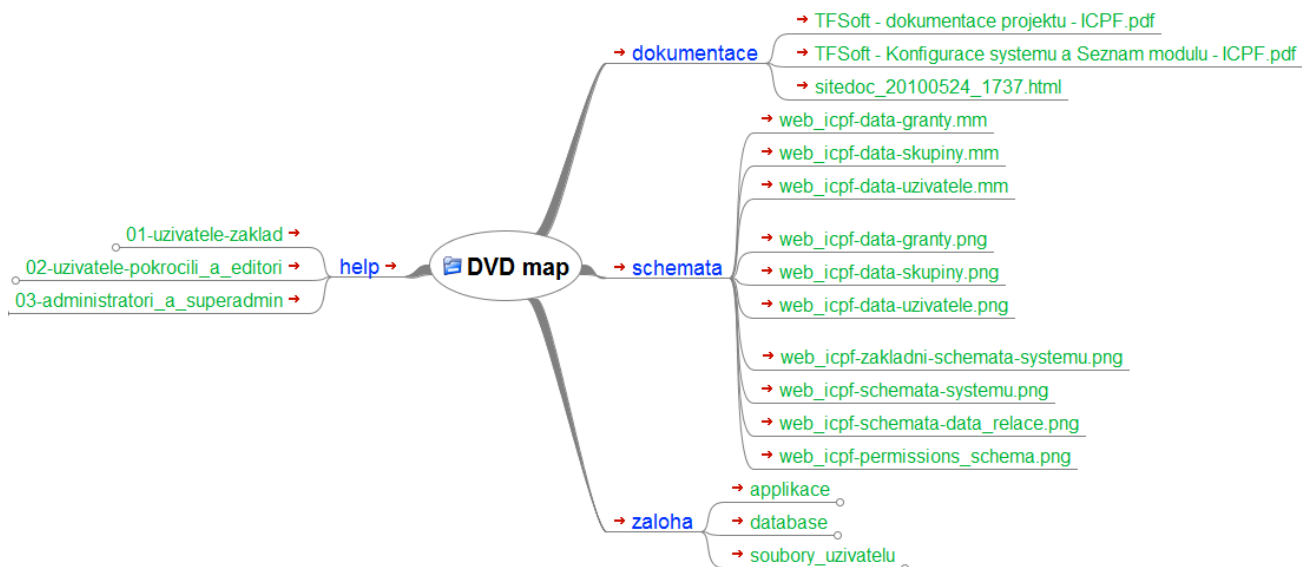 DVD map
help
01-uzivatele-zaklad
02-uzivatele-pokrocili_a_editori
03-administratori_a_superadmin
dokumentace
TFSoft - dokumentace projektu - ICPF.pdf
TFSoft - Konfigurace systemu a Seznam modulu - ICPF.pdf
sitedoc_20100524_1737.html
schemata
web_icpf-data-granty.mm
web_icpf-data-skupiny.mm
web_icpf-data-uzivatele.mm
web_icpf-data-granty.png
web_icpf-data-skupiny.png
web_icpf-data-uzivatele.png
web_icpf-zakladni-schemata-systemu.png
web_icpf-schemata-systemu.png
web_icpf-schemata-data_relace.png
web_icpf-permissions_schema.png
zaloha
applikace
database
soubory_uzivatelu